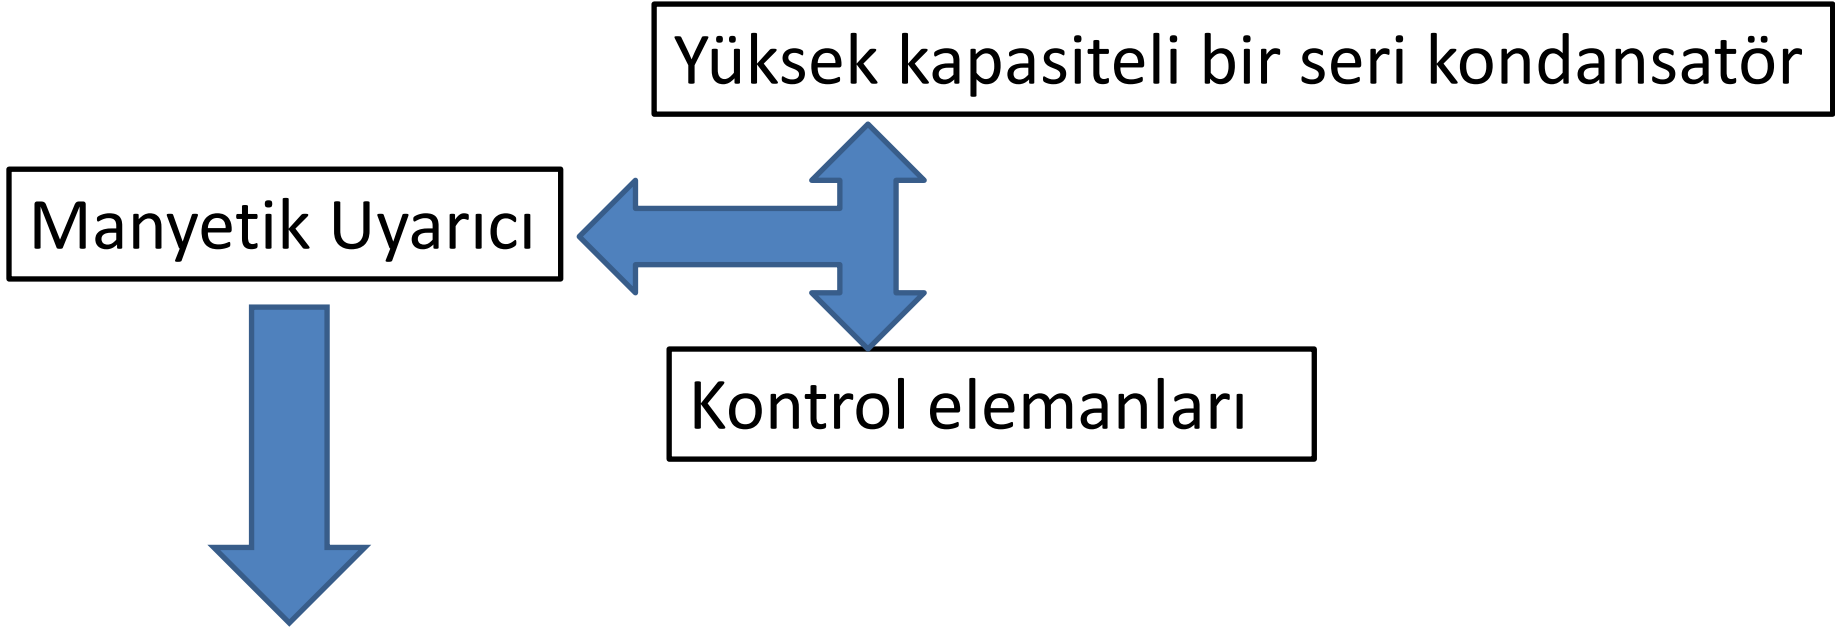 Yüksek kapasiteli bir seri kondansatör
Manyetik Uyarıcı
Kontrol elemanları